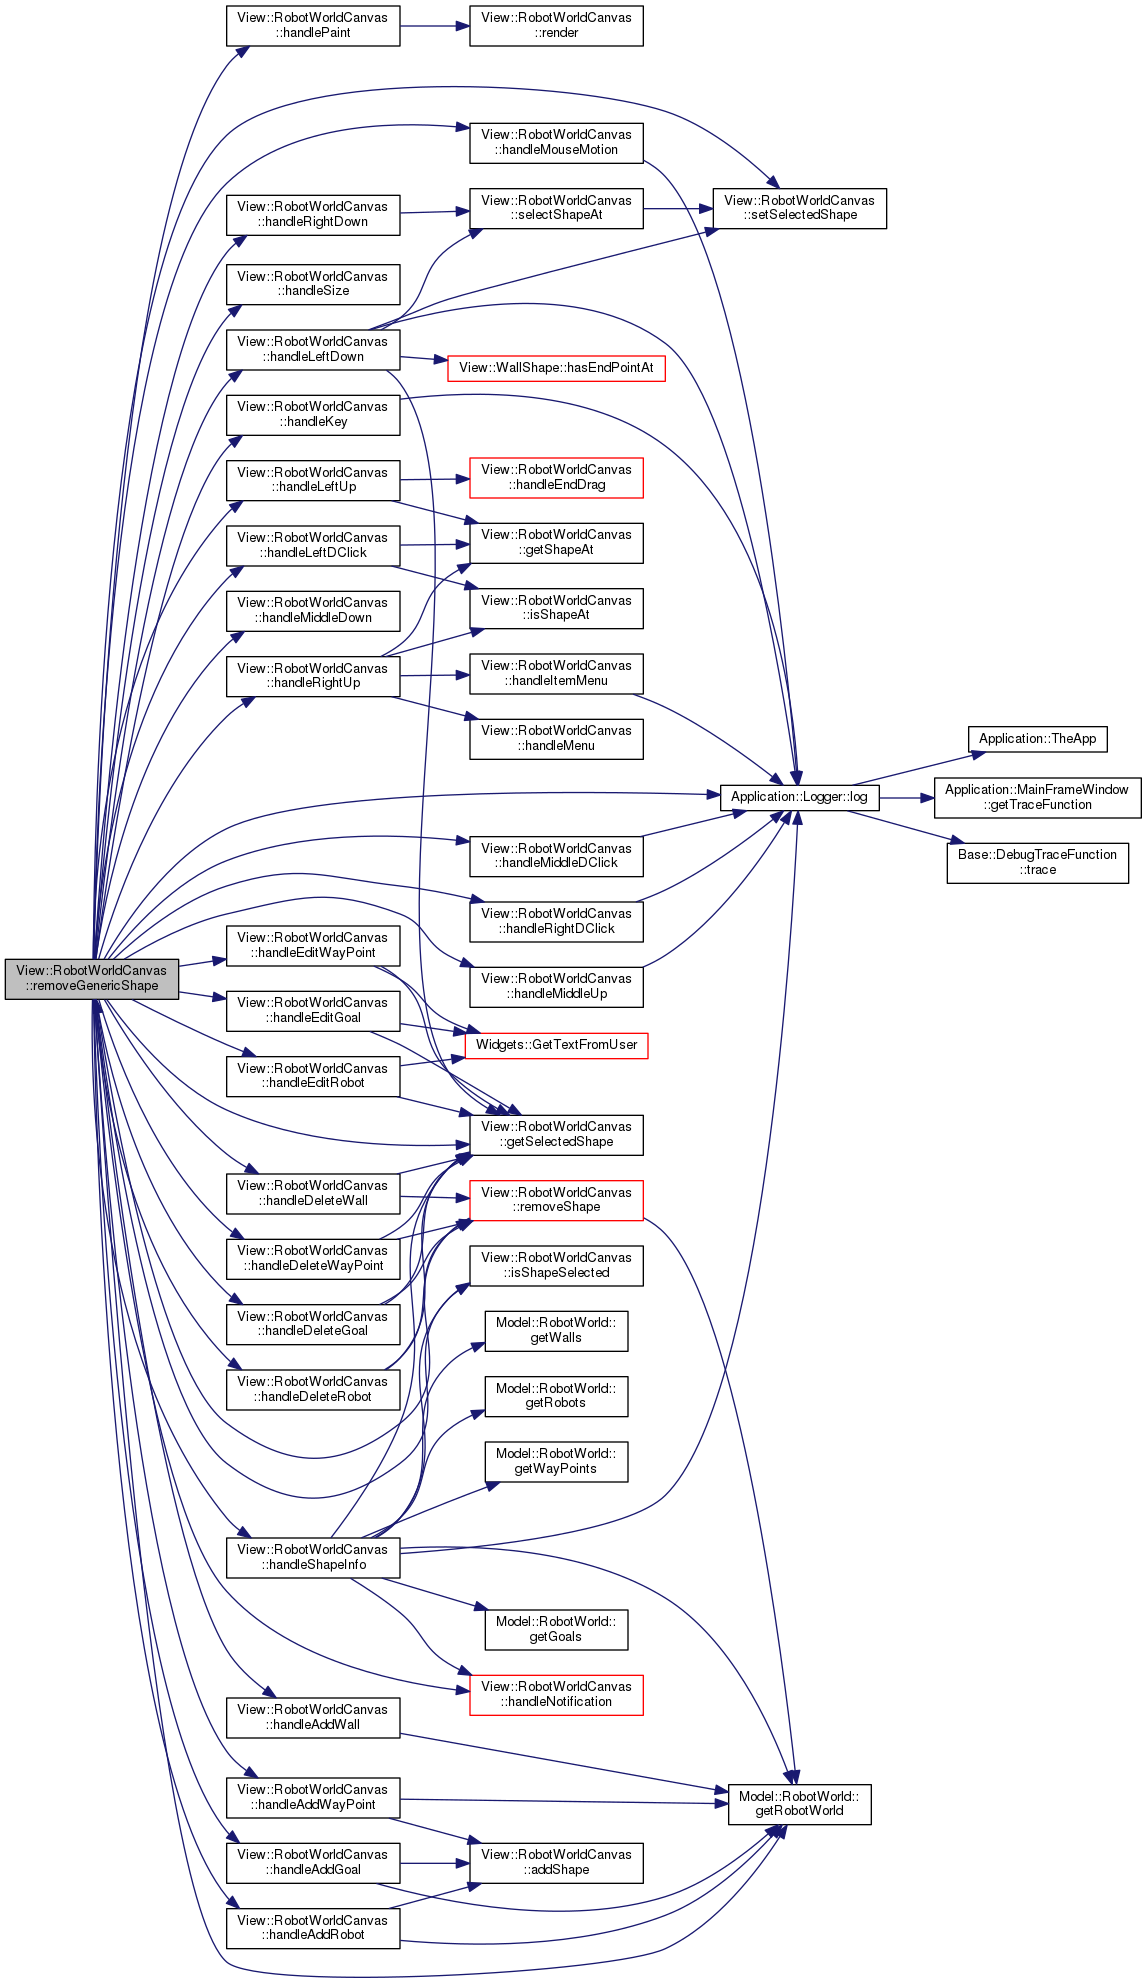 View::RobotWorldCanvas
::handlePaint
View::RobotWorldCanvas
::render
View::RobotWorldCanvas
::handleMouseMotion
View::RobotWorldCanvas
::handleRightDown
View::RobotWorldCanvas
::selectShapeAt
View::RobotWorldCanvas
::setSelectedShape
View::RobotWorldCanvas
::handleSize
View::RobotWorldCanvas
::handleLeftDown
View::WallShape::hasEndPointAt
View::RobotWorldCanvas
::handleKey
View::RobotWorldCanvas
::handleLeftUp
View::RobotWorldCanvas
::handleEndDrag
View::RobotWorldCanvas
::handleLeftDClick
View::RobotWorldCanvas
::getShapeAt
View::RobotWorldCanvas
::handleMiddleDown
View::RobotWorldCanvas
::isShapeAt
View::RobotWorldCanvas
::handleRightUp
View::RobotWorldCanvas
::handleItemMenu
View::RobotWorldCanvas
::handleMenu
Application::TheApp
Application::Logger::log
Application::MainFrameWindow
::getTraceFunction
View::RobotWorldCanvas
::handleMiddleDClick
Base::DebugTraceFunction
::trace
View::RobotWorldCanvas
::handleRightDClick
View::RobotWorldCanvas
::handleEditWayPoint
View::RobotWorldCanvas
::removeGenericShape
View::RobotWorldCanvas
::handleMiddleUp
View::RobotWorldCanvas
::handleEditGoal
Widgets::GetTextFromUser
View::RobotWorldCanvas
::handleEditRobot
View::RobotWorldCanvas
::getSelectedShape
View::RobotWorldCanvas
::handleDeleteWall
View::RobotWorldCanvas
::removeShape
View::RobotWorldCanvas
::handleDeleteWayPoint
View::RobotWorldCanvas
::isShapeSelected
View::RobotWorldCanvas
::handleDeleteGoal
Model::RobotWorld::
getWalls
View::RobotWorldCanvas
::handleDeleteRobot
Model::RobotWorld::
getRobots
Model::RobotWorld::
getWayPoints
View::RobotWorldCanvas
::handleShapeInfo
Model::RobotWorld::
getGoals
View::RobotWorldCanvas
::handleNotification
View::RobotWorldCanvas
::handleAddWall
View::RobotWorldCanvas
::handleAddWayPoint
Model::RobotWorld::
getRobotWorld
View::RobotWorldCanvas
::handleAddGoal
View::RobotWorldCanvas
::addShape
View::RobotWorldCanvas
::handleAddRobot